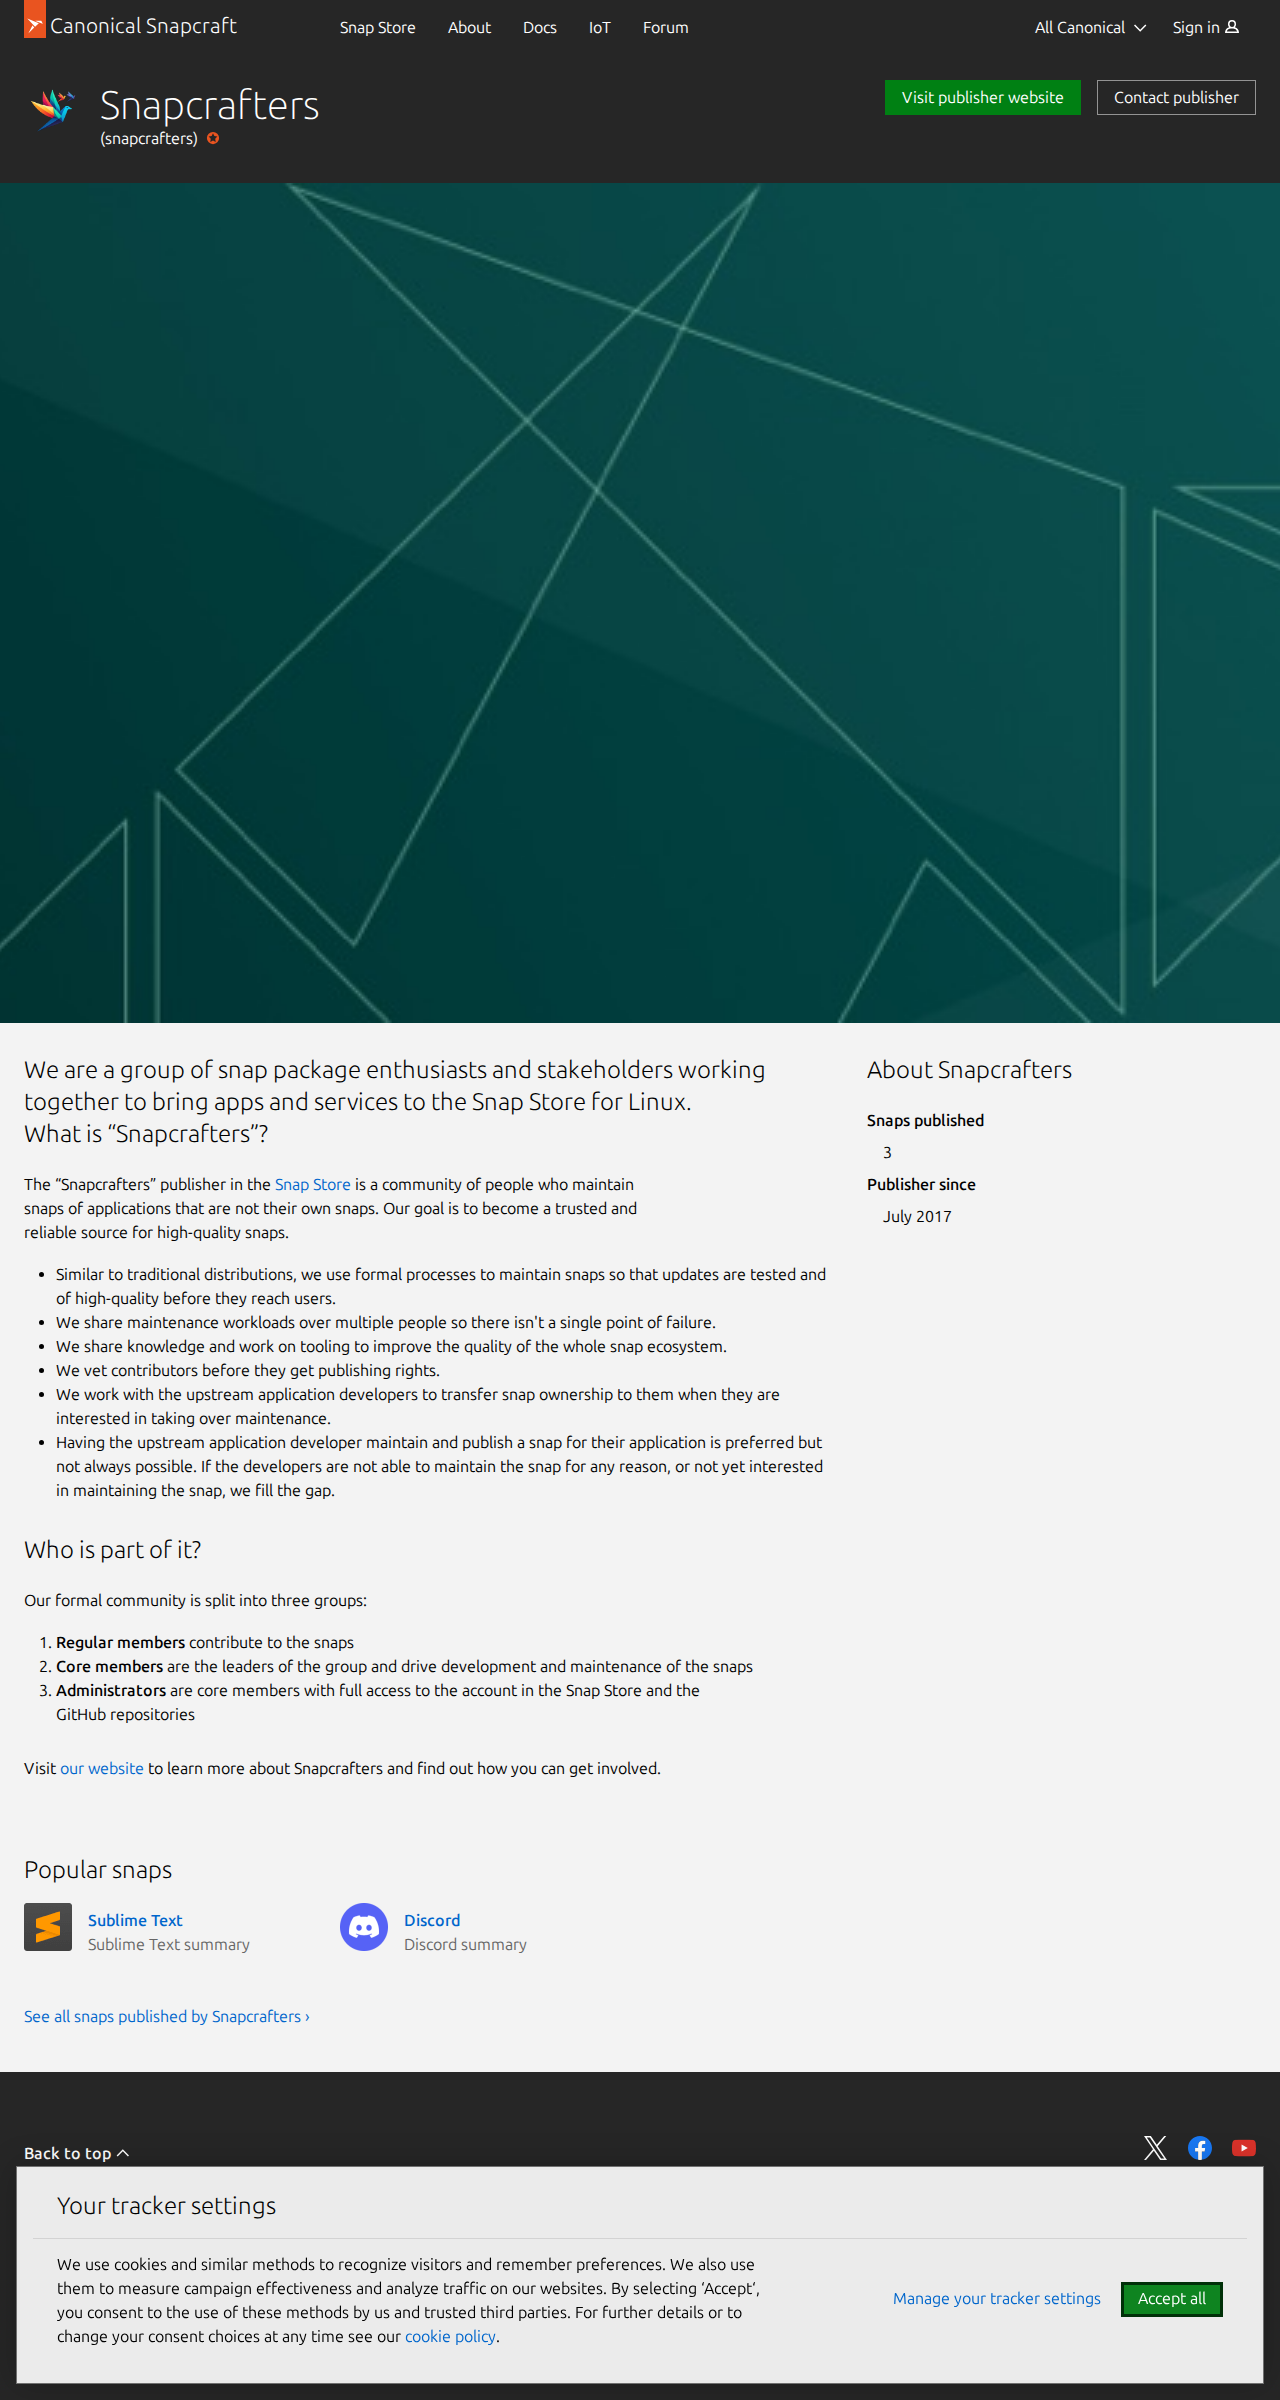 Canonical Snapcraft
Snap Store
About
Docs
IoT
Forum
All Canonical
Sign in
Snapcrafters
(snapcrafters)
Visit publisher website
Contact publisher
We are a group of snap package enthusiasts and stakeholders working
together to bring apps and services to the Snap Store for Linux.
What is “Snapcrafters”?
The “Snapcrafters” publisher in the Snap Store is a community of people who maintain
snaps of applications that are not their own snaps. Our goal is to become a trusted and
reliable source for high-quality snaps.
• Similar to traditional distributions, we use formal processes to maintain snaps so that updates are tested and
of high-quality before they reach users.
• We share maintenance workloads over multiple people so there isn't a single point of failure.
• We share knowledge and work on tooling to improve the quality of the whole snap ecosystem.
• We vet contributors before they get publishing rights.
• We work with the upstream application developers to transfer snap ownership to them when they are
interested in taking over maintenance.
• Having the upstream application developer maintain and publish a snap for their application is preferred but
not always possible. If the developers are not able to maintain the snap for any reason, or not yet interested
in maintaining the snap, we fill the gap.
Who is part of it?
Our formal community is split into three groups:
1. Regular members contribute to the snaps
2. Core members are the leaders of the group and drive development and maintenance of the snaps
3. Administrators are core members with full access to the account in the Snap Store and the
GitHub repositories
Visit our website to learn more about Snapcrafters and find out how you can get involved.
About Snapcrafters
Snaps published
3
Publisher since
July 2017
Popular snaps
Sublime Text
Sublime Text summary
Discord
Discord summary
See all snaps published by Snapcrafters ›
Back to top
Your tracker settings
We use cookies and similar methods to recognize visitors and remember preferences. We also use
them to measure campaign effectiveness and analyze traffic on our websites. By selecting ‘Accept‘,
you consent to the use of these methods by us and trusted third parties. For further details or to
change your consent choices at any time see our cookie policy.
Manage your tracker settings
Accept all